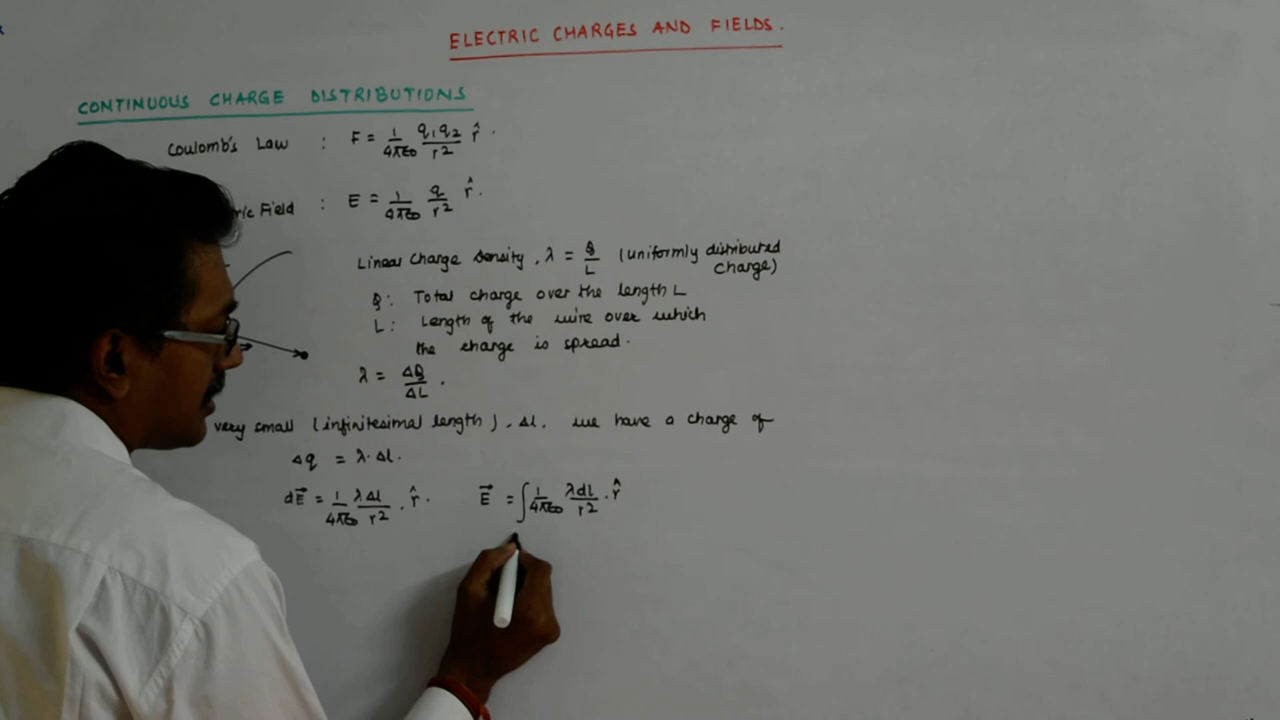 ELECTRIC CHARGES AND FIELDS.
CONTINUOUS CHARGE DISTRIBUTIONS
Coulomb's Law : F = 1/4πε0 q1q2/r2 r̂.
ric Field : E = 1/4πε0 q/r2 r̂.
Linear Charge Density, λ = Q/L (uniformly distributed
charge)
Q: Total charge over the length L
L: Length of the wire over which
the charge is spread.
λ = ΔQ/ΔL.
very small (infinitesimal length), Δl, we have a charge of
Δq = λ·Δl.
dE⃗ = 1/4πε0 λΔl/r2 . r̂. E⃗ = ∫1/4πε0 λdl/r2 . r̂